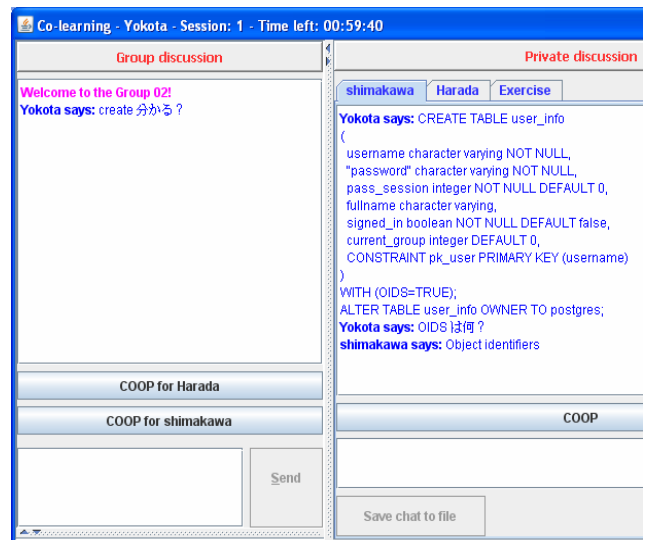 Co-learning - Yokota - Session: 1 - Time left: 00:59:40
Group discussion
Welcome to the Group 02!
Yokota says: create 分かる？
COOP for Harada
COOP for shimakawa
Send
Private discussion
shimakawa Harada Exercise
Yokota says: CREATE TABLE user_info
(
username character varying NOT NULL,
"password" character varying NOT NULL,
pass_session integer NOT NULL DEFAULT 0,
fullname character varying,
signed_in boolean NOT NULL DEFAULT false,
current_group integer DEFAULT 0,
CONSTRAINT pk_user PRIMARY KEY (username)
)
WITH (OIDS=TRUE);
ALTER TABLE user_info OWNER TO postgres;
Yokota says: OIDS は何？
shimakawa says: Object identifiers
COOP
Save chat to file